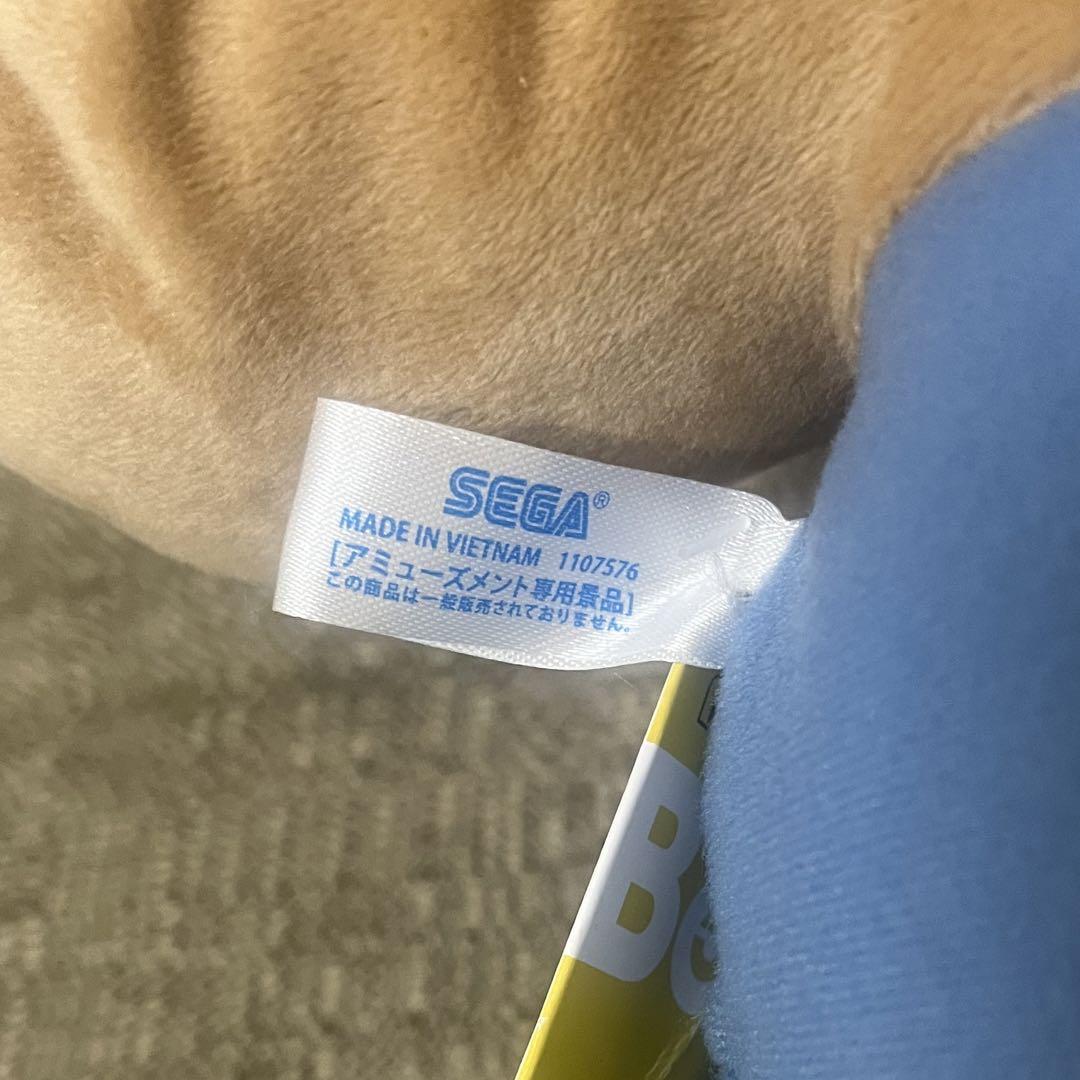 SEGA®
MADE IN VIETNAM 1107576
[アミューズメント専用景品]
この商品は一般販売されておりません。
Be